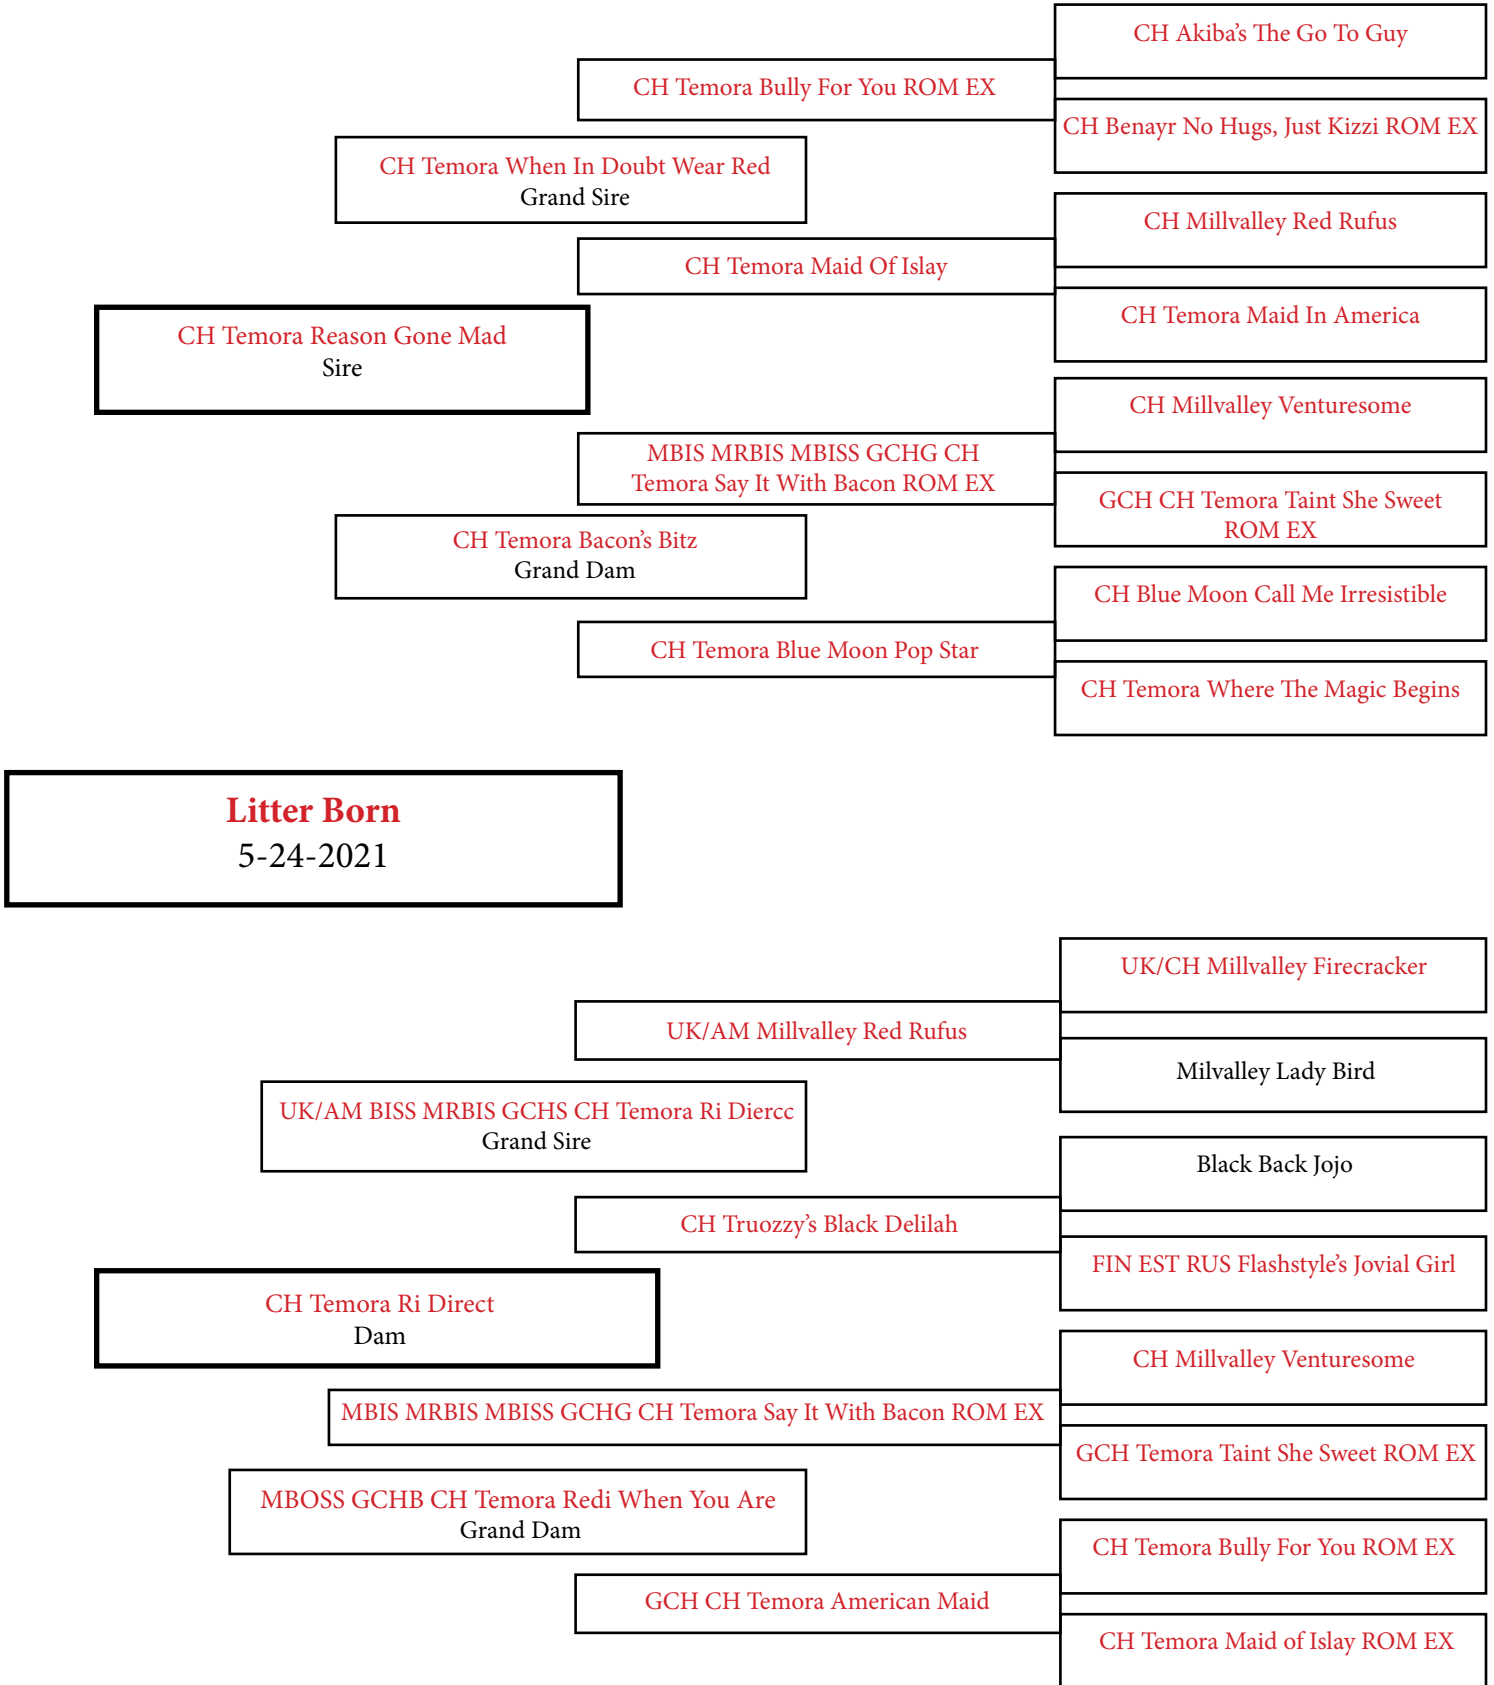 CH Akiba’s The Go To Guy
CH Temora Bully For You ROM EX
CH Benayr No Hugs, Just Kizzi ROM EX
CH Temora When In Doubt Wear Red
Grand Sire
CH Millvalley Red Rufus
CH Temora Maid Of Islay
CH Temora Maid In America
CH Temora Reason Gone Mad
Sire
CH Millvalley Venturesome
MBIS MRBIS MBISS GCHG CH
Temora Say It With Bacon ROM EX
GCH CH Temora Taint She Sweet
ROM EX
CH Temora Bacon’s Bitz
Grand Dam
CH Blue Moon Call Me Irresistible
CH Temora Blue Moon Pop Star
CH Temora Where The Magic Begins
Litter Born
5-24-2021
UK/CH Millvalley Firecracker
UK/AM Millvalley Red Rufus
Milvalley Lady Bird
UK/AM BISS MRBIS GCHS CH Temora Ri Diercc
Grand Sire
Black Back Jojo
CH Truozzy’s Black Delilah
FIN EST RUS Flashstyle’s Jovial Girl
CH Temora Ri Direct
Dam
CH Millvalley Venturesome
MBIS MRBIS MBISS GCHG CH Temora Say It With Bacon ROM EX
GCH Temora Taint She Sweet ROM EX
MBOSS GCHB CH Temora Redi When You Are
Grand Dam
CH Temora Bully For You ROM EX
GCH CH Temora American Maid
CH Temora Maid of Islay ROM EX